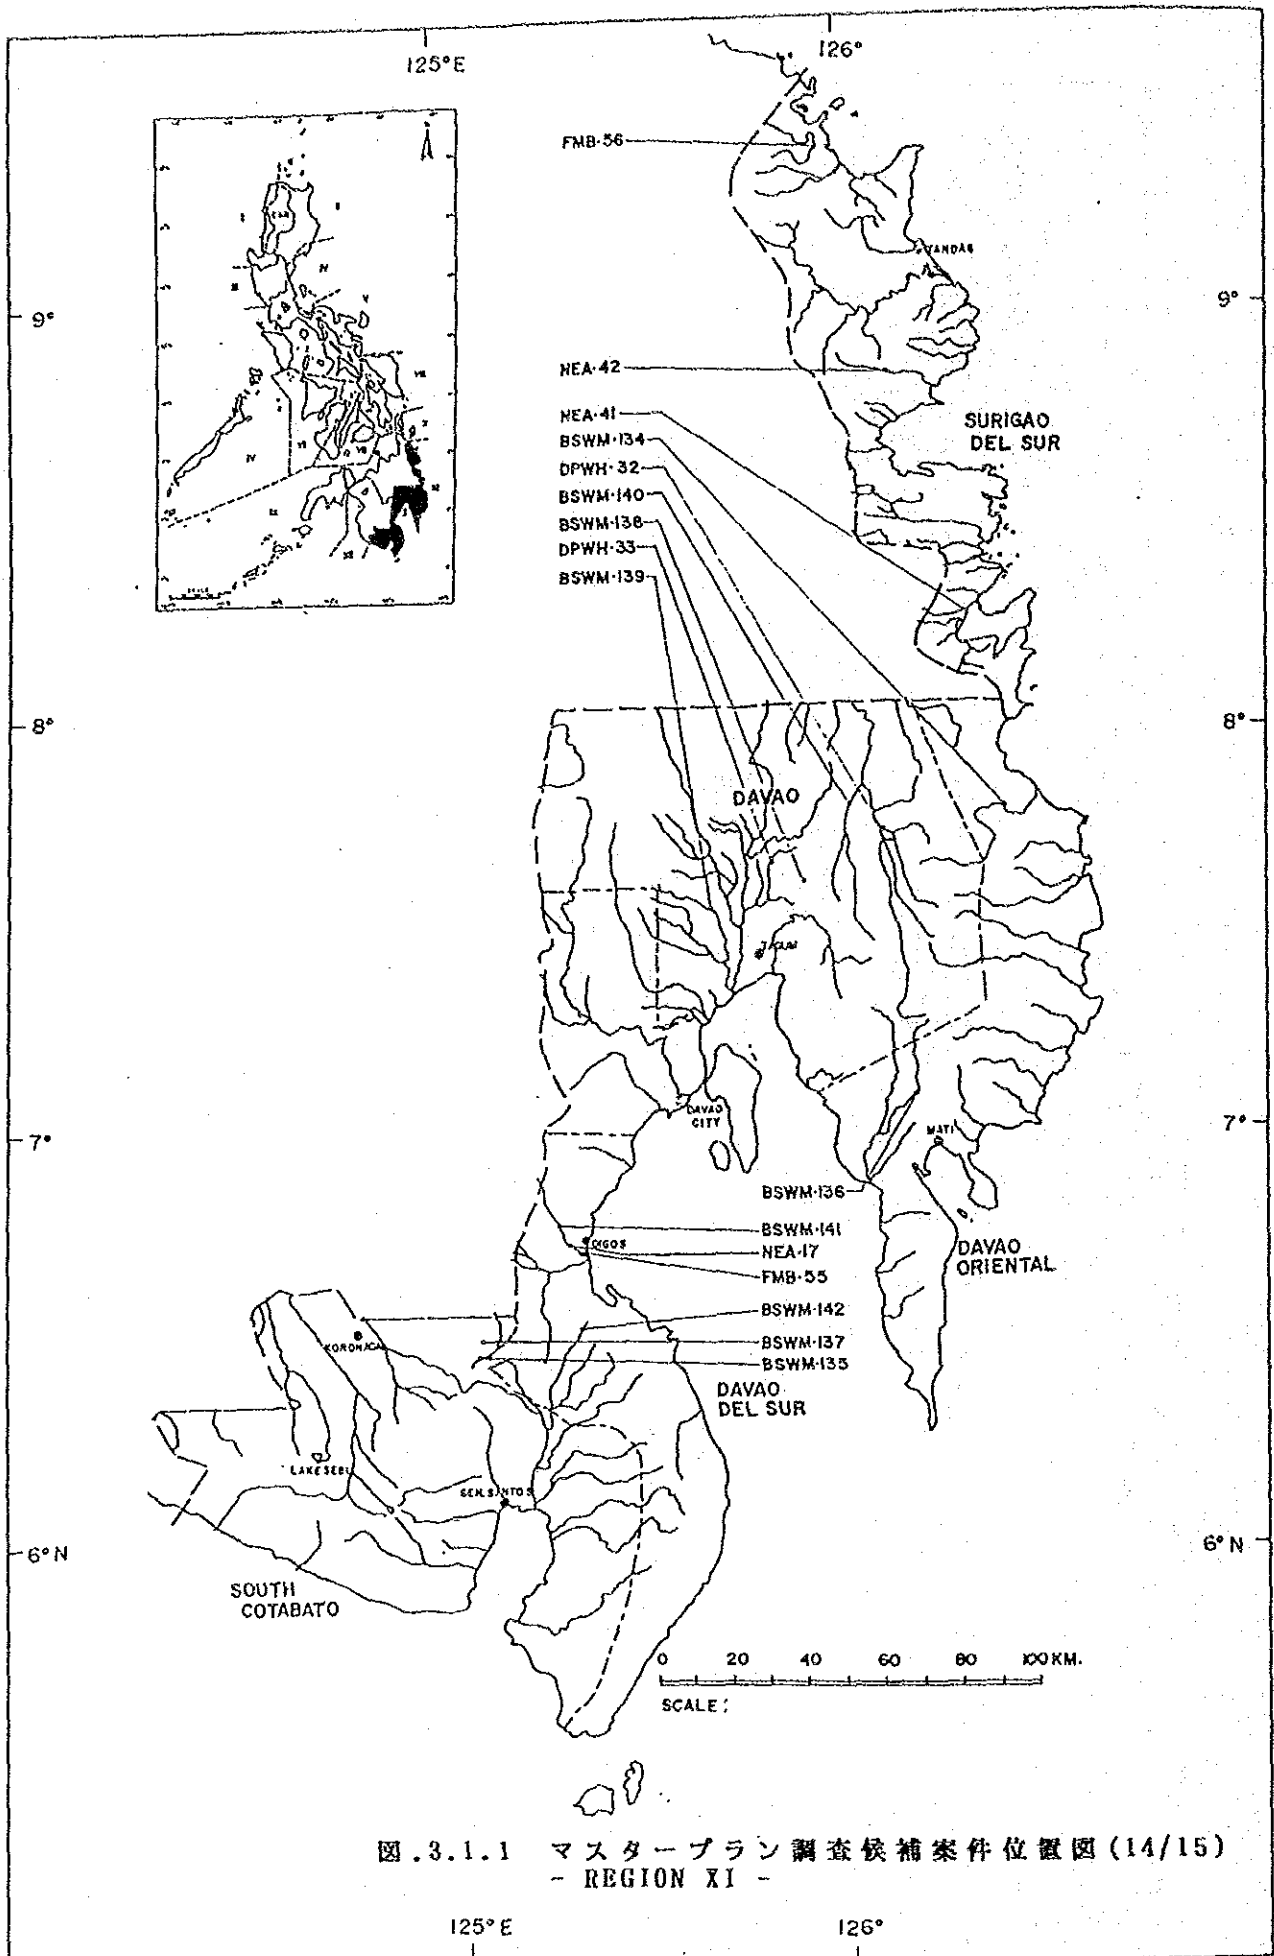 125°E
126°
FMB-56
TANDAG
9°
9°
NEA-42
NEA-41
BSWM-134
DPWH-32
BSWM-140
BSWM-138
DPWH-33
BSWM-139
SURIGAO
DEL SUR
8°
8°
DAVAO
TAGUM
DAVAO
CITY
MATI
7°
7°
BSWM-136
BSWM-141
DIGOS
NEA-17
FMB-55
DAVAO
ORIENTAL
BSWM-142
BSWM-137
BSWM-135
KORONADAL
DAVAO
DEL SUR
LAKE SEBU
GEN. SANTOS
6°N
6°N
SOUTH
COTABATO
0 20 40 60 80 100 KM.
SCALE:
図.3.1.1 マスタープラン調査候補案件位置図(14/15)
- REGION XI -
125°E
126°